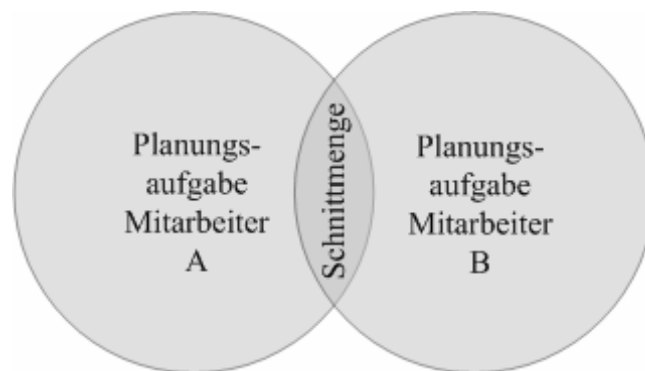 Planungs-
aufgabe
Mitarbeiter
A
Schnittmenge
Planungs-
aufgabe
Mitarbeiter
B